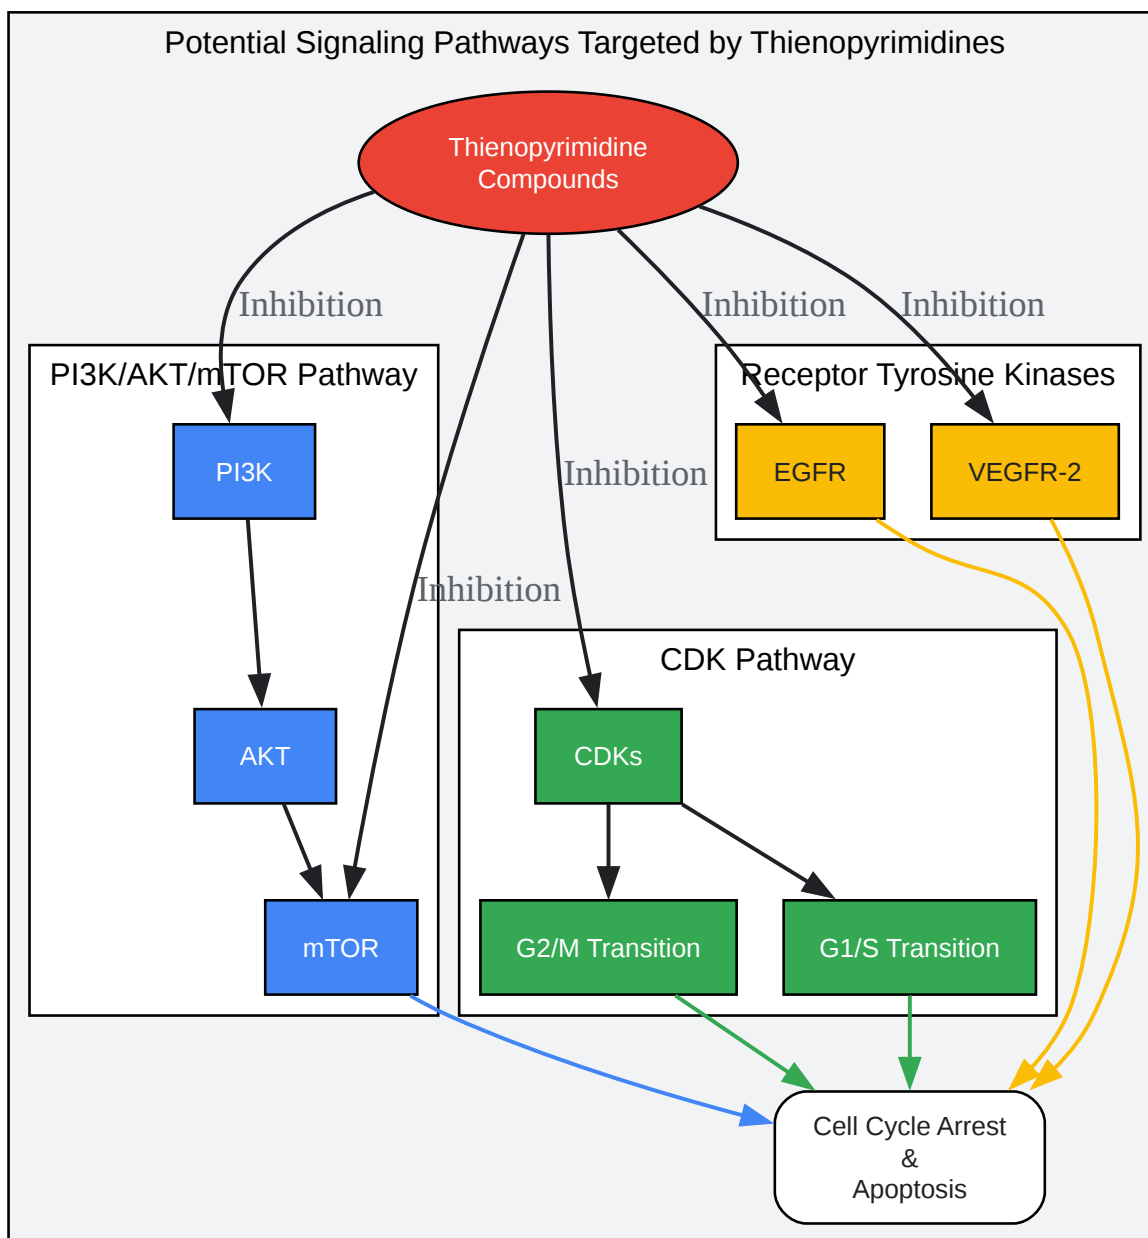 Potential Signaling Pathways Targeted by Thienopyrimidines
Thienopyrimidine
Compounds
Inhibition
Inhibition
Inhibition
PI3K/AKT/mTOR Pathway
Receptor Tyrosine Kinases
PI3K
Inhibition
EGFR
VEGFR-2
Inhibition
CDK Pathway
AKT
CDKs
mTOR
G2/M Transition
G1/S Transition
Cell Cycle Arrest
&
Apoptosis